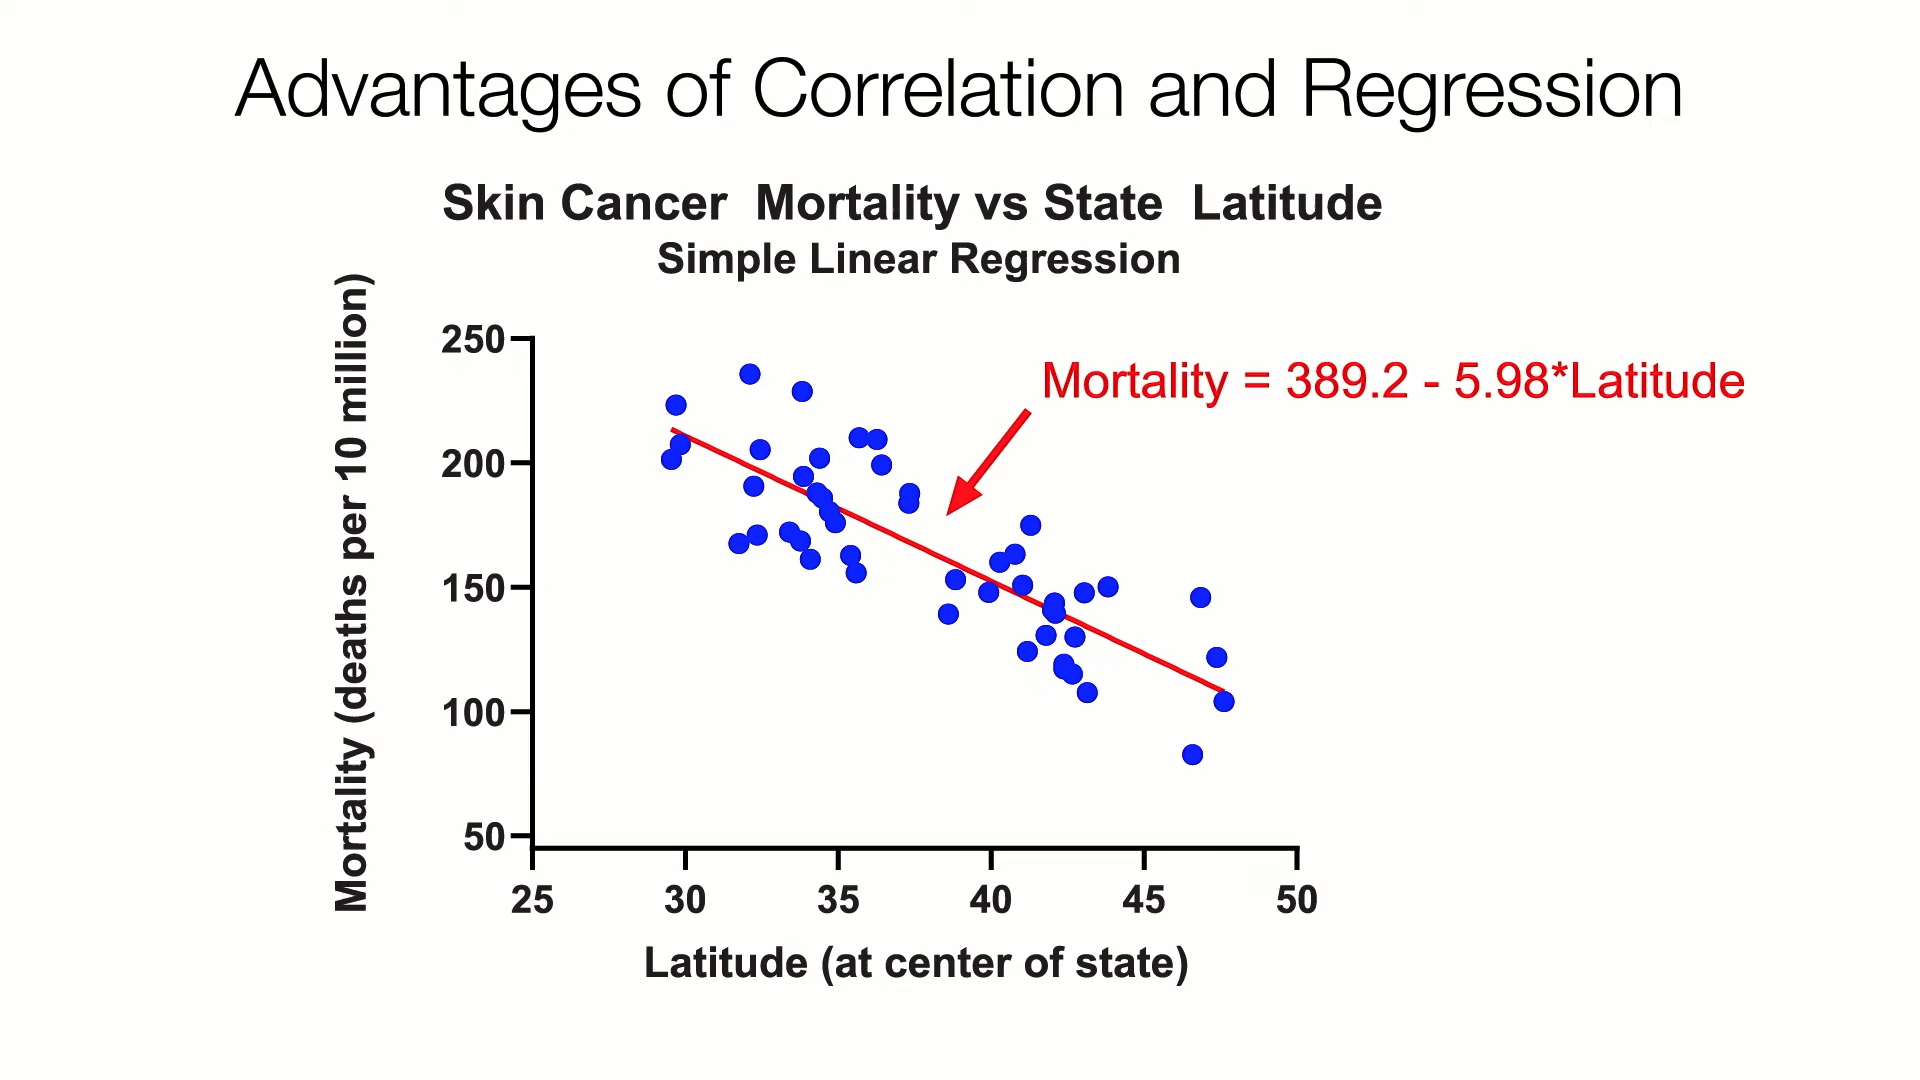 Advantages of Correlation and Regression
Skin Cancer Mortality vs State Latitude
Simple Linear Regression
Mortality (deaths per 10 million)
250
200
150
100
50
Mortality = 389.2 - 5.98*Latitude
25 30 35 40 45 50
Latitude (at center of state)